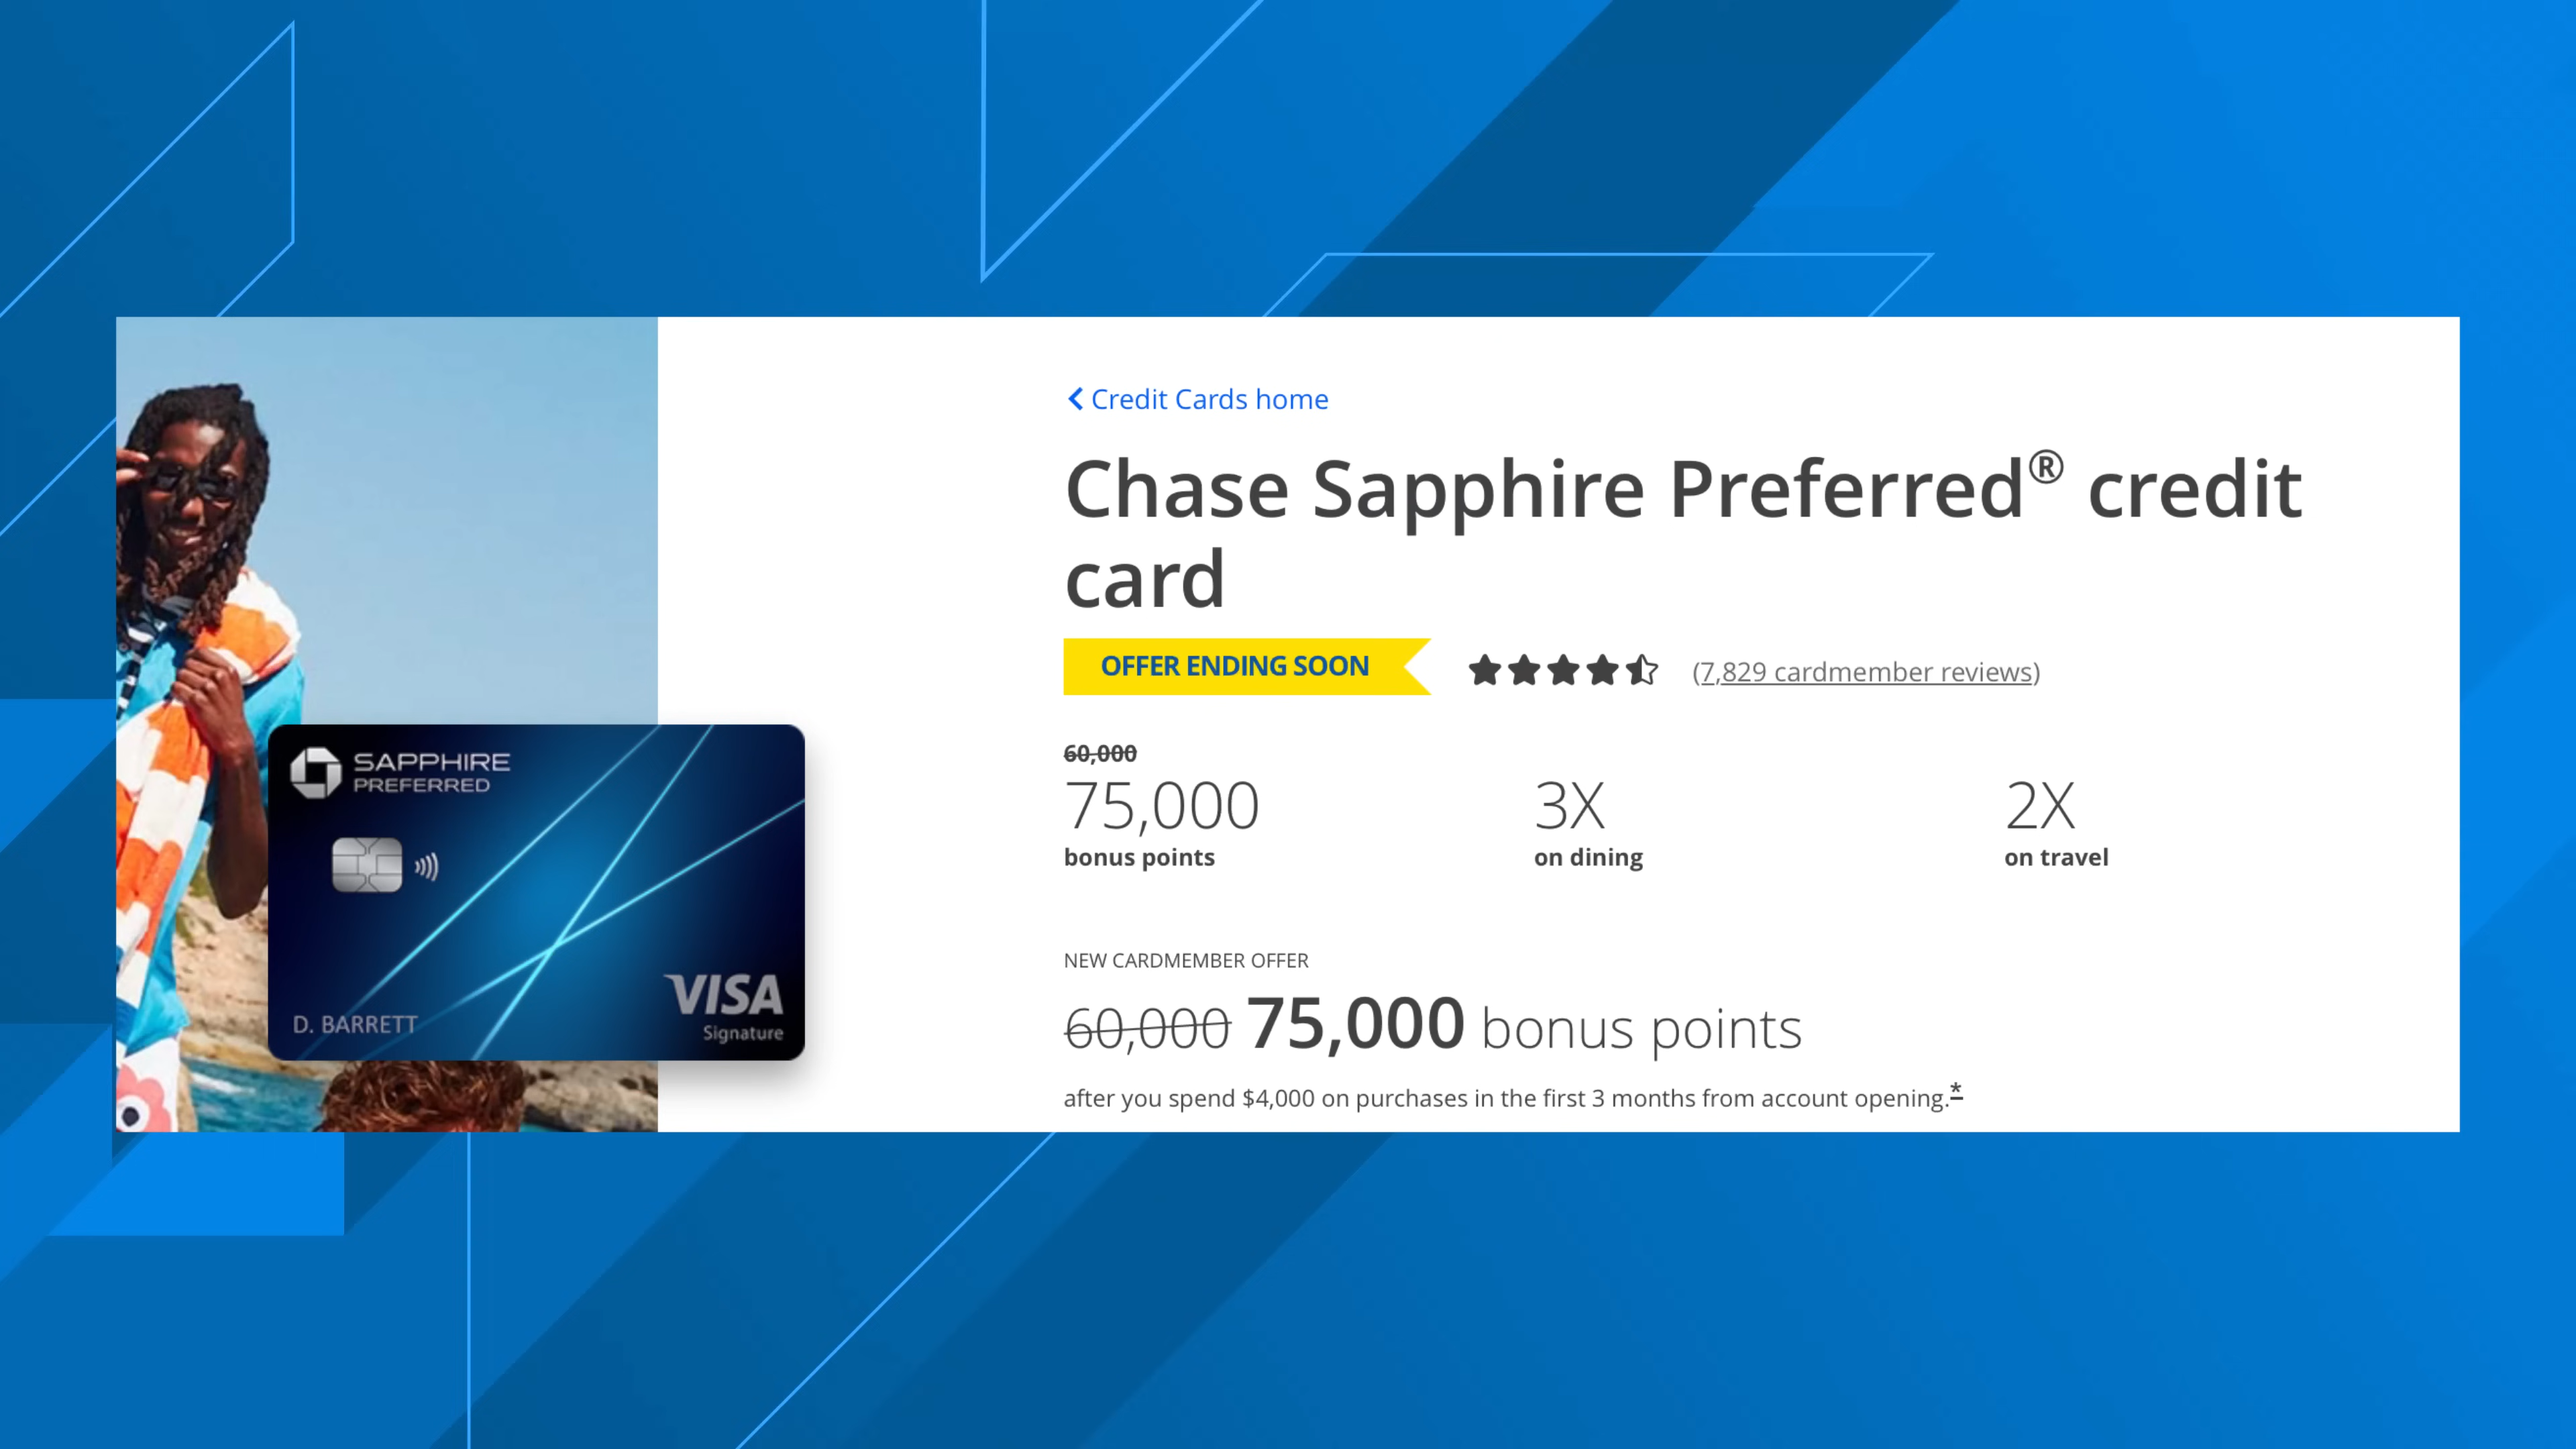 Credit Cards home
Chase Sapphire Preferred® credit
card
OFFER ENDING SOON
(7,829 cardmember reviews)
60,000
75,000
bonus points
3X
on dining
2X
on travel
SAPPHIRE
PREFERRED
VISA
Signature
D. BARRETT
NEW CARDMEMBER OFFER
60,000 75,000 bonus points
after you spend $4,000 on purchases in the first 3 months from account opening.*